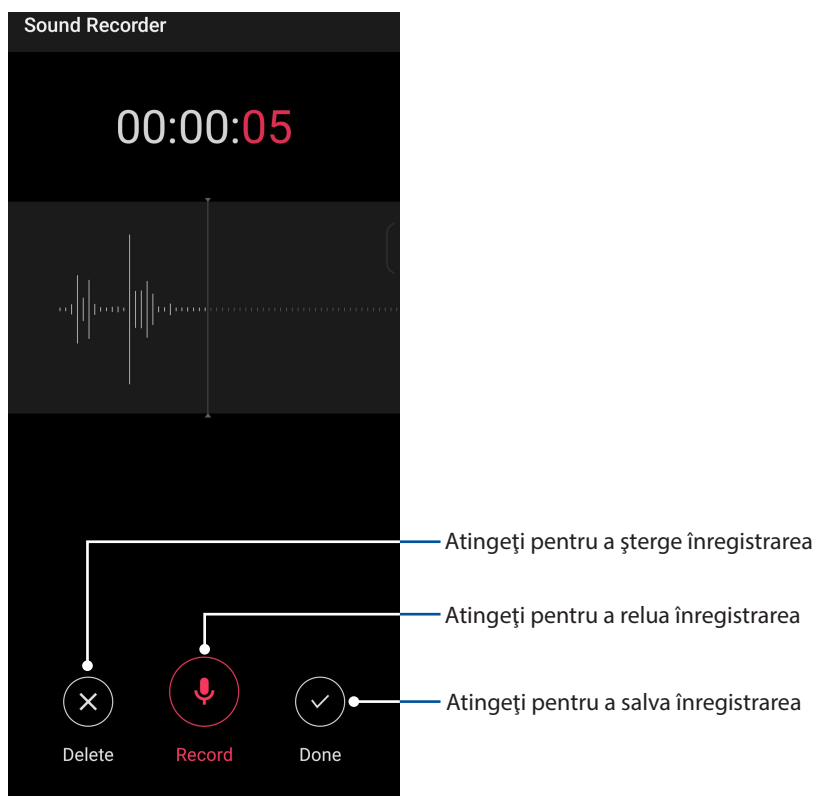 Sound Recorder
00:00:05
Atingeţi pentru a şterge înregistrarea
Atingeţi pentru a relua înregistrarea
Atingeţi pentru a salva înregistrarea
Delete
Record
Done